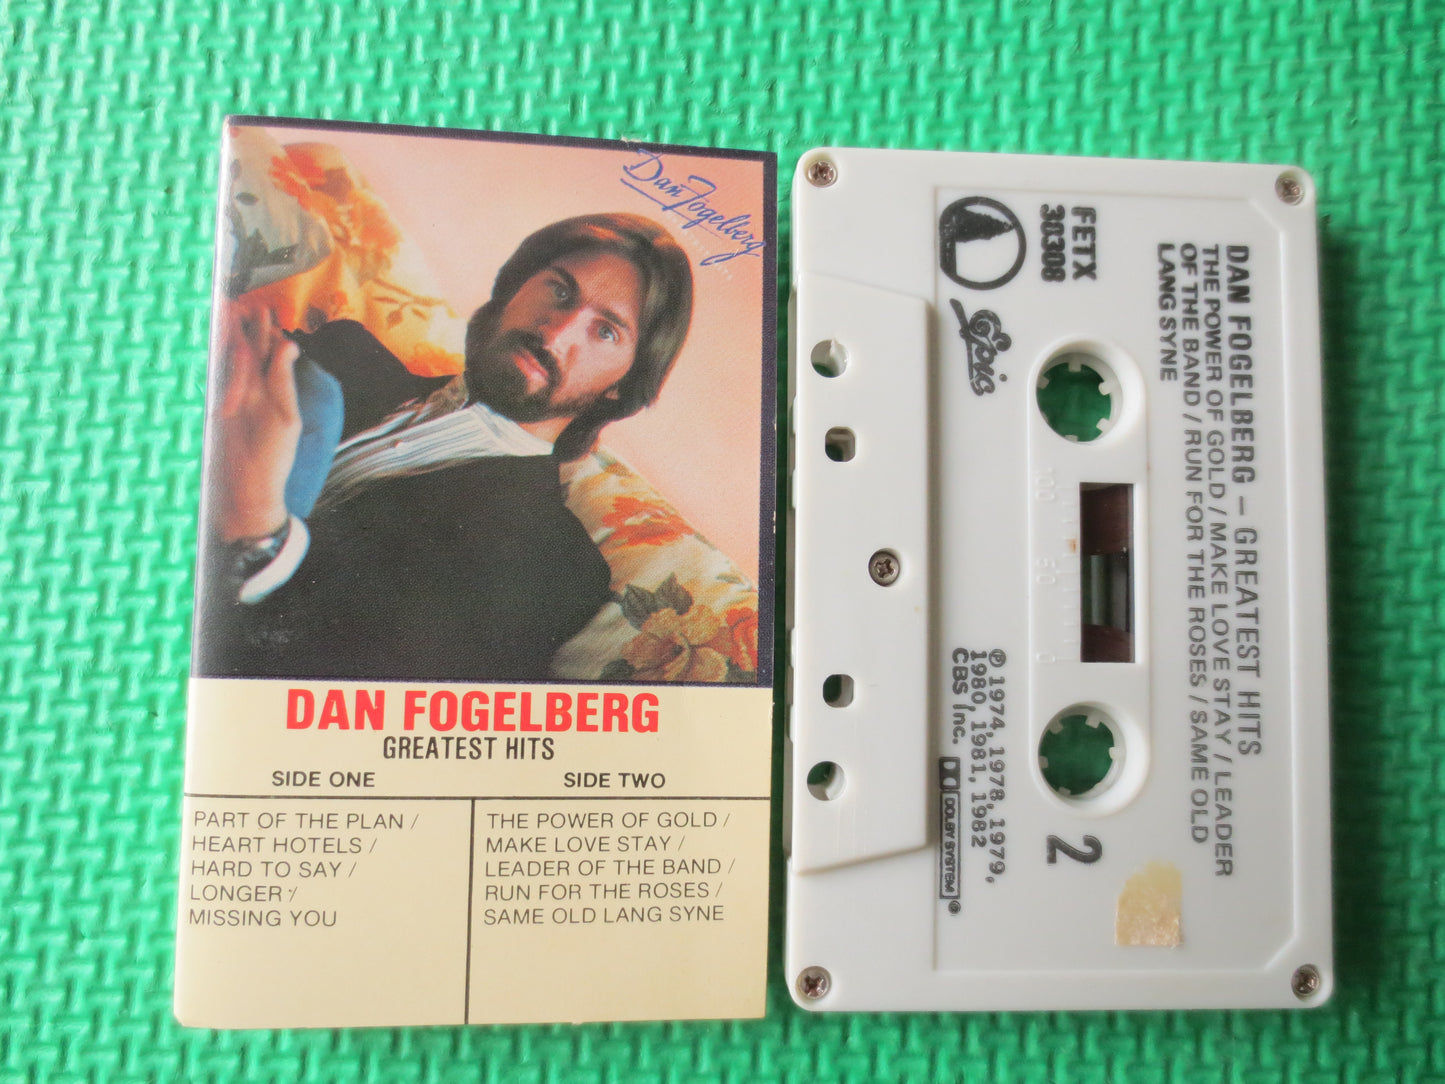 Dan Fogelberg
DAN FOGELBERG
GREATEST HITS
SIDE ONE
PART OF THE PLAN /
HEART HOTELS /
HARD TO SAY /
LONGER /
MISSING YOU
SIDE TWO
THE POWER OF GOLD /
MAKE LOVE STAY /
LEADER OF THE BAND /
RUN FOR THE ROSES /
SAME OLD LANG SYNE
DAN FOGELBERG – GREATEST HITS
THE POWER OF GOLD / MAKE LOVE STAY / LEADER
OF THE BAND / RUN FOR THE ROSES / SAME OLD
LANG SYNE
FETX
38308
Epic
100 50 0
2
℗ 1974, 1978, 1979,
1980, 1981, 1982
CBS Inc.
DOLBY SYSTEM ®